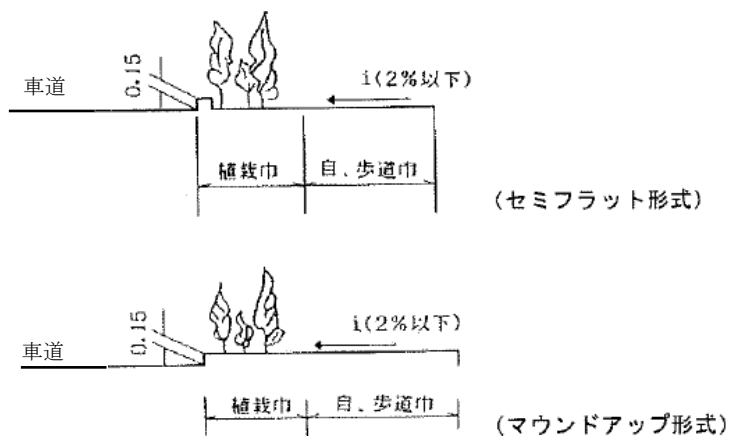 車道
0.15
i(2%以下)
植栽巾
自、歩道巾
(セミフラット形式)
車道
0.15
i(2%以下)
植栽巾
自、歩道巾
(マウンドアップ形式)